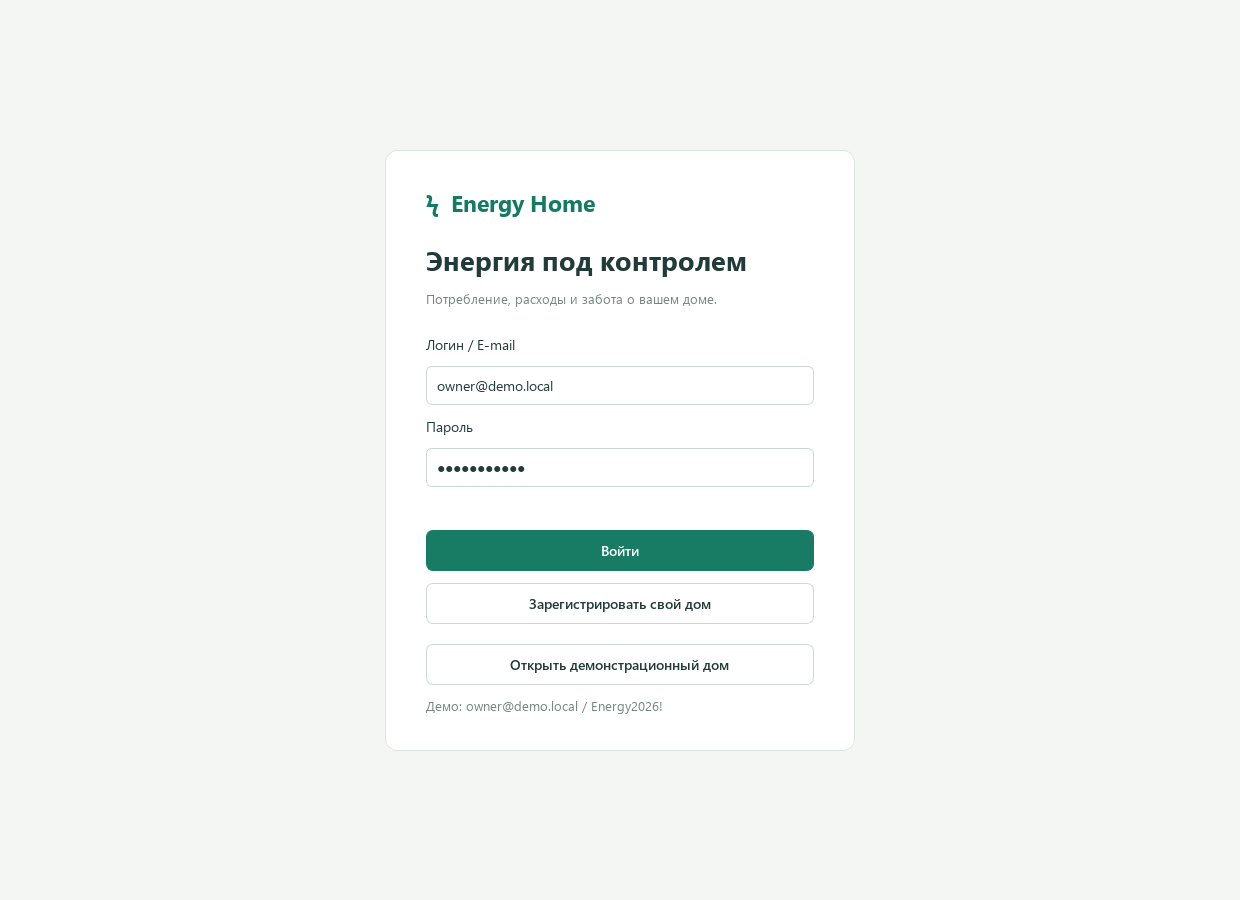 Energy Home
Энергия под контролем
Потребление, расходы и забота о вашем доме.
Логин / E-mail
owner@demo.local
Пароль
●●●●●●●●●●●
Войти
Зарегистрировать свой дом
Открыть демонстрационный дом
Демо: owner@demo.local / Energy2026!